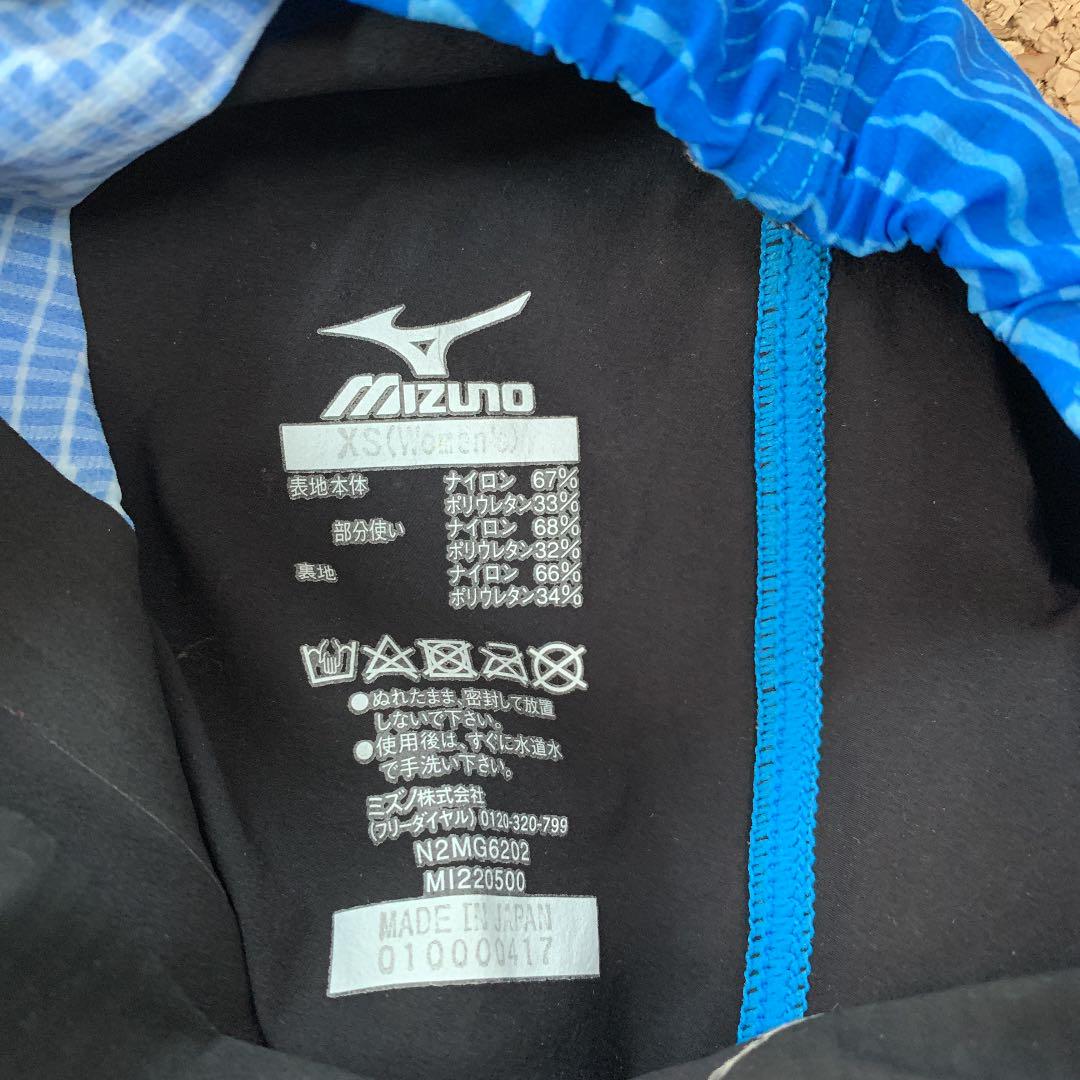 MIZUNO
XS(Women's)
表地本体 ナイロン 67%
ポリウレタン33%
部分使い ナイロン 68%
ポリウレタン32%
裏地 ナイロン 66%
ポリウレタン34%
●ぬれたまま、密封して放置
しないで下さい。
●使用後は、すぐに水道水
で手洗い下さい。
ミズノ株式会社
(フリーダイヤル) 0120-320-799
N2MG6202
MI220500
MADE IN JAPAN
010000417